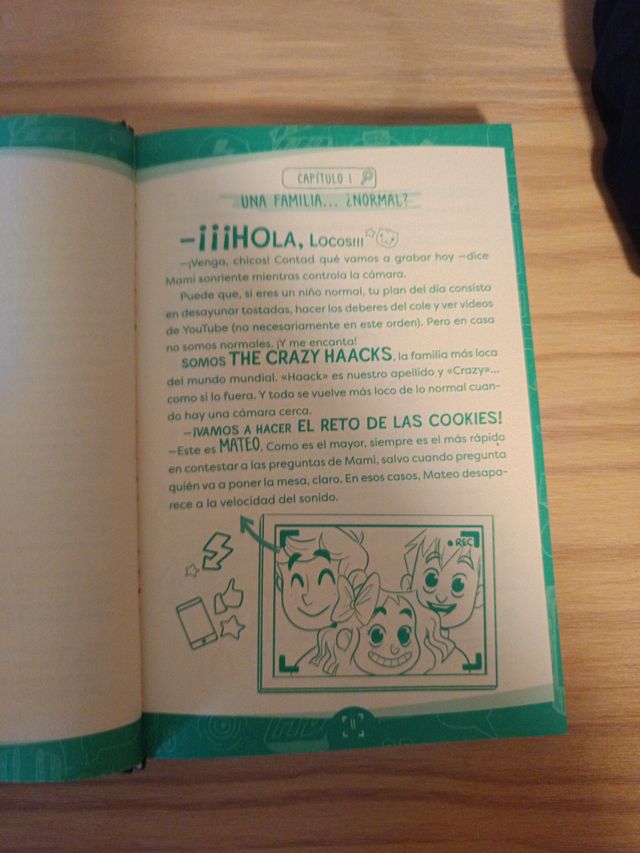 CAPÍTULO 1
UNA FAMILIA... ¿NORMAL?
—¡¡¡HOLA, LOCOS!!!
—¡Venga, chicos! Contad qué vamos a grabar hoy —dice
Mami sonriente mientras controla la cámara.
Puede que, si eres un niño normal, tu plan del día consista
en desayunar tostadas, hacer los deberes del cole y ver vídeos
de YouTube (no necesariamente en este orden). Pero en casa
no somos normales. ¡Y me encanta!
SOMOS THE CRAZY HAACKS, la familia más loca
del mundo mundial. «Haack» es nuestro apellido y «Crazy»...
como si lo fuera. Y todo se vuelve más loco de lo normal cuan-
do hay una cámara cerca.
—¡VAMOS A HACER EL RETO DE LAS COOKIES!
—Este es MATEO. Como es el mayor, siempre es el más rápido
en contestar a las preguntas de Mami, salvo cuando pregunta
quién va a poner la mesa, claro. En esos casos, Mateo desapa-
rece a la velocidad del sonido.
REC
11